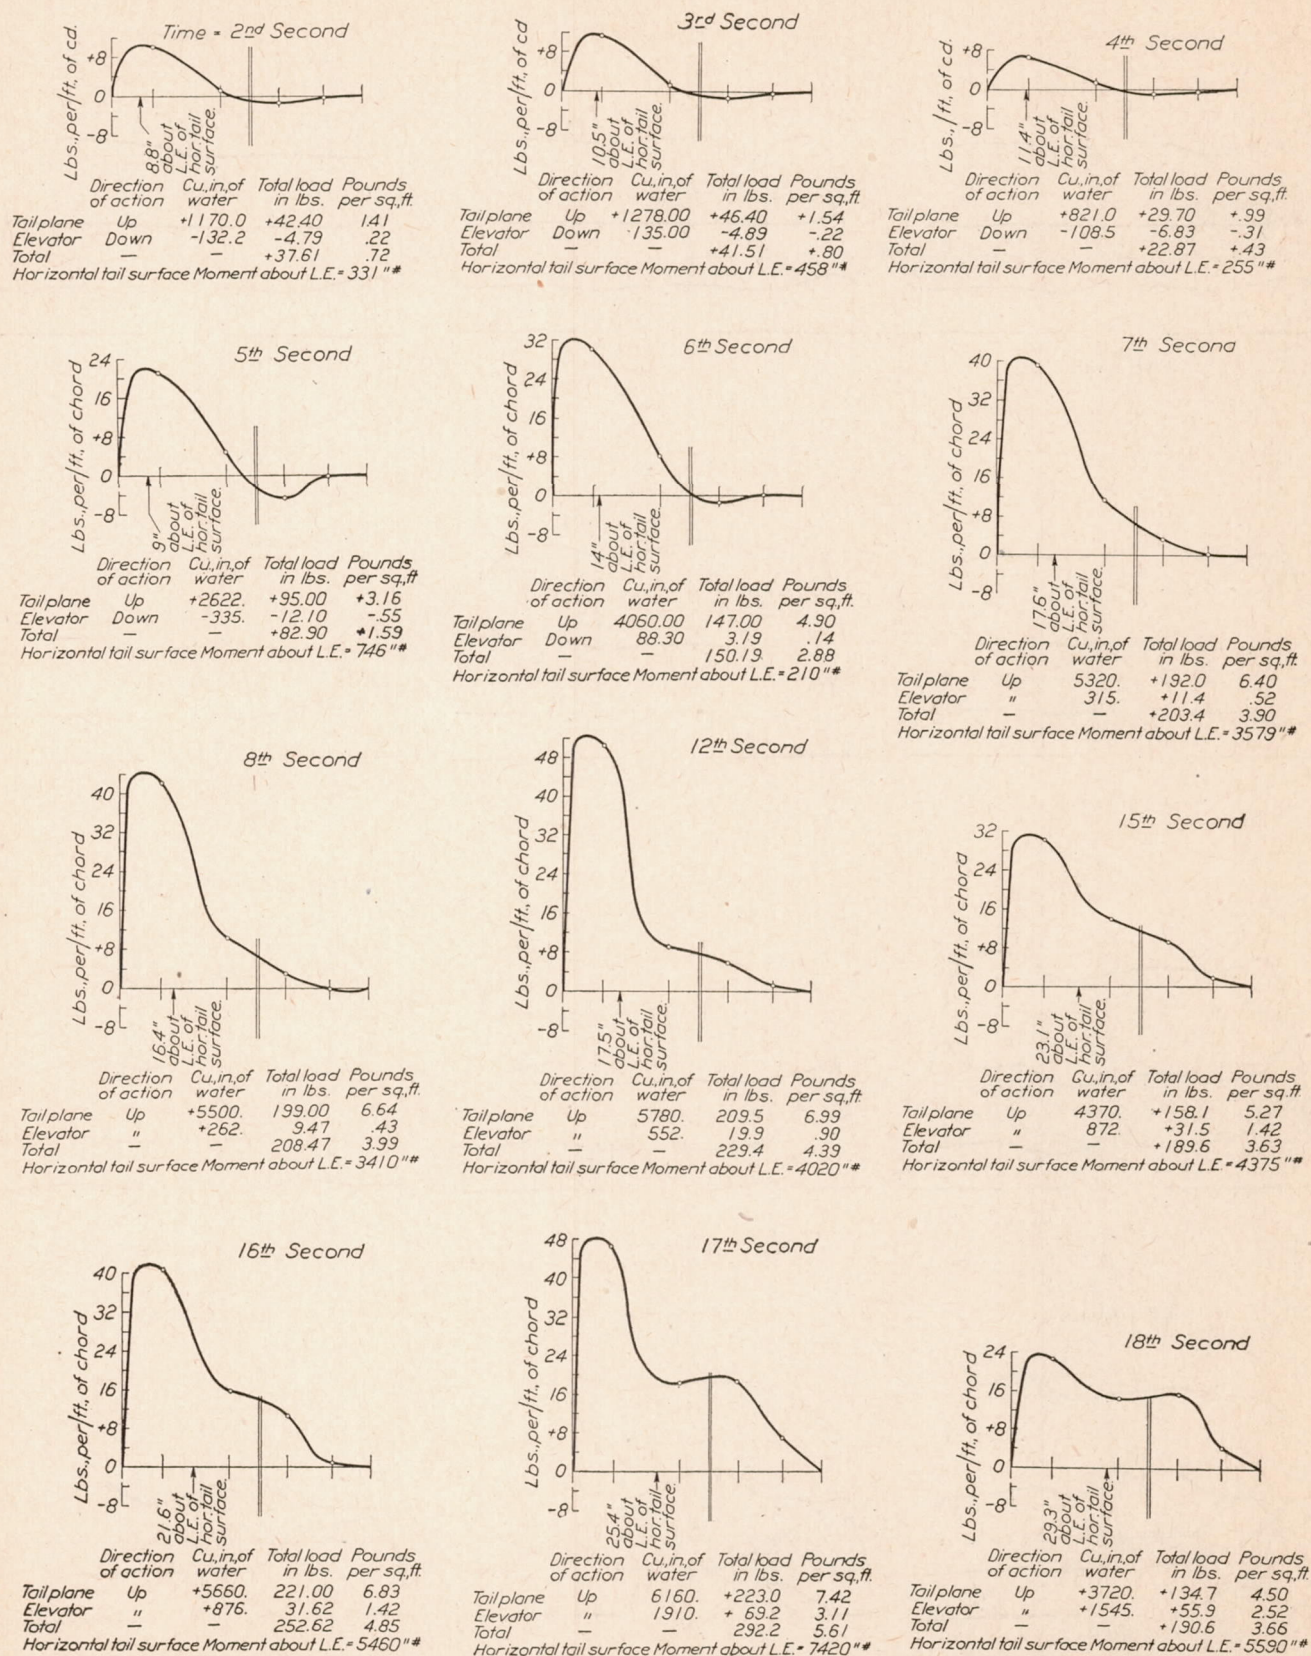 Time = 2nd Second
Lbs.,per/ft. of cd.
+8
0
-8
8.8"
about
L.E. of
hor.tail
surface.
Direction Cu.,in.,of Total load Pounds
of action water in lbs. per sq,ft.
Tailplane Up +1170.0 +42.40 1.41
Elevator Down -132.2 -4.79 .22
Total — — +37.61 .72
Horizontal tail surface Moment about L.E.= 331"#
3rd Second
Lbs.,per/ft., of cd
+8
0
-8
10.5"
about
L.E. of
hor.tail
surface.
Direction Cu.,in,of Total load Pounds
of action water in lbs. per sq,ft.
Tailplane Up +1278.00 +46.40 +1.54
Elevator Down -135.00 -4.89 -.22
Total — — +41.51 +.80
Horizontal tail surface Moment about L.E.=458"#
4th Second
Lbs., /ft., of cd.
+8
0
-8
11.4"
about
L.E. of
hor.tail
surface.
Direction Cu.,in,of Total load Pounds
of action water in lbs. per sq,ft.
Tailplane Up +821.0 +29.70 +.99
Elevator Down -108.5 -6.83 -.31
Total — — +22.87 +.43
Horizontal tail surface Moment about L.E.=255"#
5th Second
Lbs.,per/ft., of chord
24
16
+8
0
-8
9"
about
L.E. of
hor.tail
surface.
Direction Cu.,in,of Total load Pounds
of action water in lbs. per sq,ft
Tailplane Up +2622. +95.00 +3.16
Elevator Down -335. -12.10 -.55
Total — — +82.90 +1.59
Horizontal tail surface Moment about L.E.= 746"#
6th Second
Lbs.,per/ft., of chord
32
24
16
+8
0
-8
14"
about
L.E. of
hor.tail
surface.
Direction Cu.,in,of Total load Pounds
of action water in lbs. per sq,ft.
Tailplane Up 4060.00 147.00 4.90
Elevator Down 88.30 3.19 .14
Total — — 150.19 2.88
Horizontal tail surface Moment about L.E.=210"#
7th Second
Lbs.,per/ft., of chord
40
32
24
16
+8
0
-8
17.6"
about
L.E. of
hor.tail
surface.
Direction Cu.,in,of Total load Pounds
of action water in lbs. per sq,ft.
Tailplane Up 5320. +192.0 6.40
Elevator " 315. +11.4 .52
Total — — +203.4 3.90
Horizontal tail surface Moment about L.E.=3579"#
8th Second
Lbs.,per/ft., of chord
40
32
24
16
+8
0
-8
16.4"
about
L.E. of
hor.tail
surface.
Direction Cu.,in,of Total load Pounds
of action water in lbs. per sq,ft.
Tailplane Up +5500. 199.00 6.64
Elevator " +262. 9.47 .43
Total — — 208.47 3.99
Horizontal tail surface Moment about L.E.= 3410"#
12th Second
Lbs.,per/ft., of chord
48
40
32
24
16
+8
0
-8
17.5"
about
L.E. of
hor.tail
surface.
Direction Cu.,in,of Total load Pounds
of action water in lbs. per sq,ft.
Tailplane Up 5780. 209.5 6.99
Elevator " 552. 19.9 .90
Total — — 229.4 4.39
Horizontal tail surface Moment about L.E.=4020"#
15th Second
Lbs.,per/ft., of chord
32
24
16
+8
0
-8
23.1"
about
L.E. of
hor.tail
surface.
Direction Cu.,in,of Total load Pounds
of action water in lbs. per sq,ft.
Tailplane Up 4370. +158.1 5.27
Elevator " 872. +31.5 1.42
Total — — +189.6 3.63
Horizontal tail surface Moment about L.E.=4375"#
16th Second
Lbs.,per/ft., of chord
40
32
24
16
+8
0
-8
21.6"
about
L.E. of
hor.tail
surface.
Direction Cu.,in,of Total load Pounds
of action water in lbs. per sq,ft.
Tailplane Up +5660. 221.00 6.83
Elevator " +876. 31.62 1.42
Total — — 252.62 4.85
Horizontal tail surface Moment about L.E.= 5460"#
17th Second
Lbs.,per/ft., of chord
48
40
32
24
16
+8
0
-8
25.4"
about
L.E. of
hor.tail
surface.
Direction Cu.,in,of Total load Pounds
of action water in lbs. per sq,ft.
Tailplane Up 6160. +223.0 7.42
Elevator " 1910. + 69.2 3.11
Total — — 292.2 5.61
Horizontal tail surface Moment about L.E.= 7420"#
18th Second
Lbs.,per/ft., of chord
24
16
+8
0
-8
29.3"
about
L.E. of
hor.tail
surface.
Direction Cu.,in,of Total load Pounds
of action water in lbs. per sq,ft.
Tailplane Up +3720. +134.7 4.50
Elevator " +1545. +55.9 2.52
Total — — +190.6 3.66
Horizontal tail surface Moment about L.E.= 5590"#